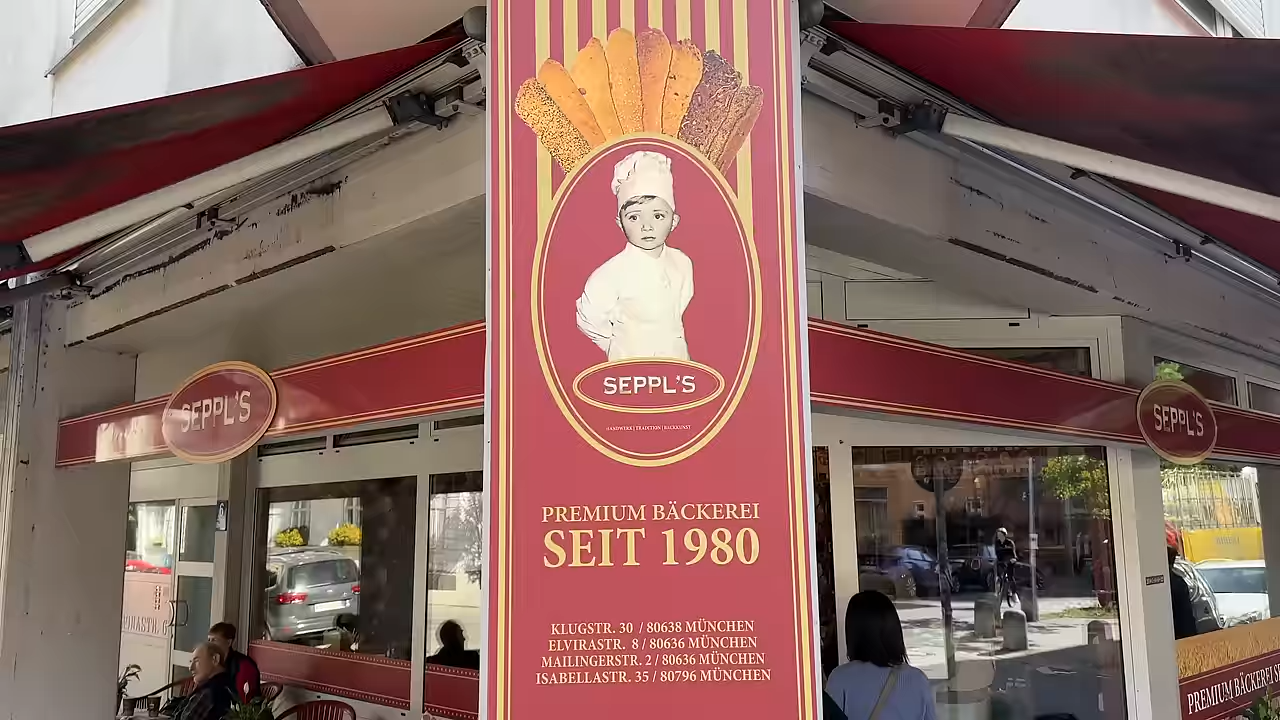 SEPPL'S
HANDWERK | TRADITION | BACKKUNST
PREMIUM BÄCKEREI
SEIT 1980
KLUGSTR. 30 / 80638 MÜNCHEN
ELVIRASTR. 8 / 80636 MÜNCHEN
MAILINGERSTR. 2 / 80636 MÜNCHEN
ISABELLASTR. 35 / 80796 MÜNCHEN
SEPPL'S
SEPPL'S
PREMIUM BÄCKEREI